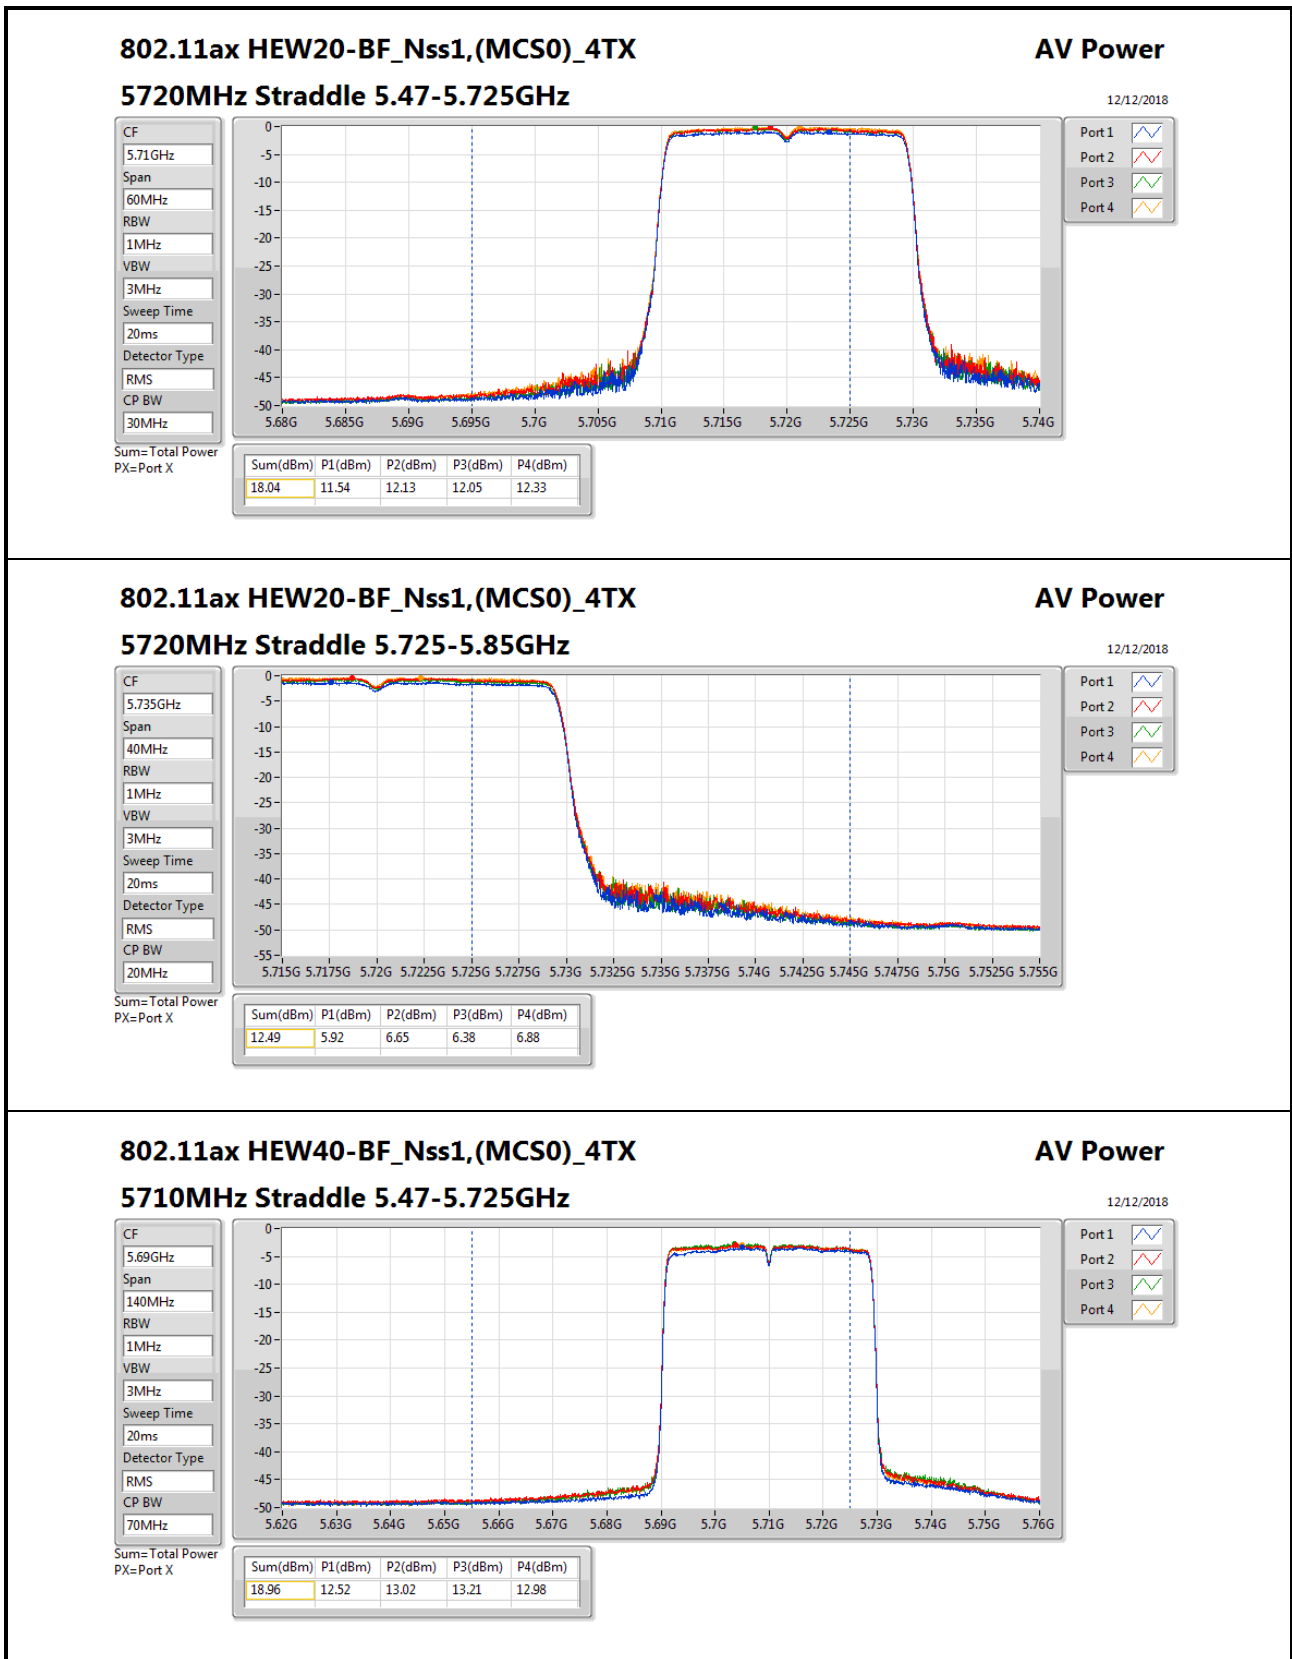 802.11ax HEW20-BF_Nss1,(MCS0)_4TX AV Power
5720MHz Straddle 5.47-5.725GHz 12/12/2018
CF
5.71GHz
Span
60MHz
RBW
1MHz
VBW
3MHz
Sweep Time
20ms
Detector Type
RMS
CP BW
30MHz
Sum=Total Power
PX=Port X
0
-5
-10
-15
-20
-25
-30
-35
-40
-45
-50
5.68G 5.685G 5.69G 5.695G 5.7G 5.705G 5.71G 5.715G 5.72G 5.725G 5.73G 5.735G 5.74G
Port 1
Port 2
Port 3
Port 4
Sum(dBm) P1(dBm) P2(dBm) P3(dBm) P4(dBm)
18.04 11.54 12.13 12.05 12.33
802.11ax HEW20-BF_Nss1,(MCS0)_4TX AV Power
5720MHz Straddle 5.725-5.85GHz 12/12/2018
CF
5.735GHz
Span
40MHz
RBW
1MHz
VBW
3MHz
Sweep Time
20ms
Detector Type
RMS
CP BW
20MHz
Sum=Total Power
PX=Port X
0
-5
-10
-15
-20
-25
-30
-35
-40
-45
-50
-55
5.715G 5.7175G 5.72G 5.7225G 5.725G 5.7275G 5.73G 5.7325G 5.735G 5.7375G 5.74G 5.7425G 5.745G 5.7475G 5.75G 5.7525G 5.755G
Port 1
Port 2
Port 3
Port 4
Sum(dBm) P1(dBm) P2(dBm) P3(dBm) P4(dBm)
12.49 5.92 6.65 6.38 6.88
802.11ax HEW40-BF_Nss1,(MCS0)_4TX AV Power
5710MHz Straddle 5.47-5.725GHz 12/12/2018
CF
5.69GHz
Span
140MHz
RBW
1MHz
VBW
3MHz
Sweep Time
20ms
Detector Type
RMS
CP BW
70MHz
Sum=Total Power
PX=Port X
0
-5
-10
-15
-20
-25
-30
-35
-40
-45
-50
5.62G 5.63G 5.64G 5.65G 5.66G 5.67G 5.68G 5.69G 5.7G 5.71G 5.72G 5.73G 5.74G 5.75G 5.76G
Port 1
Port 2
Port 3
Port 4
Sum(dBm) P1(dBm) P2(dBm) P3(dBm) P4(dBm)
18.96 12.52 13.02 13.21 12.98